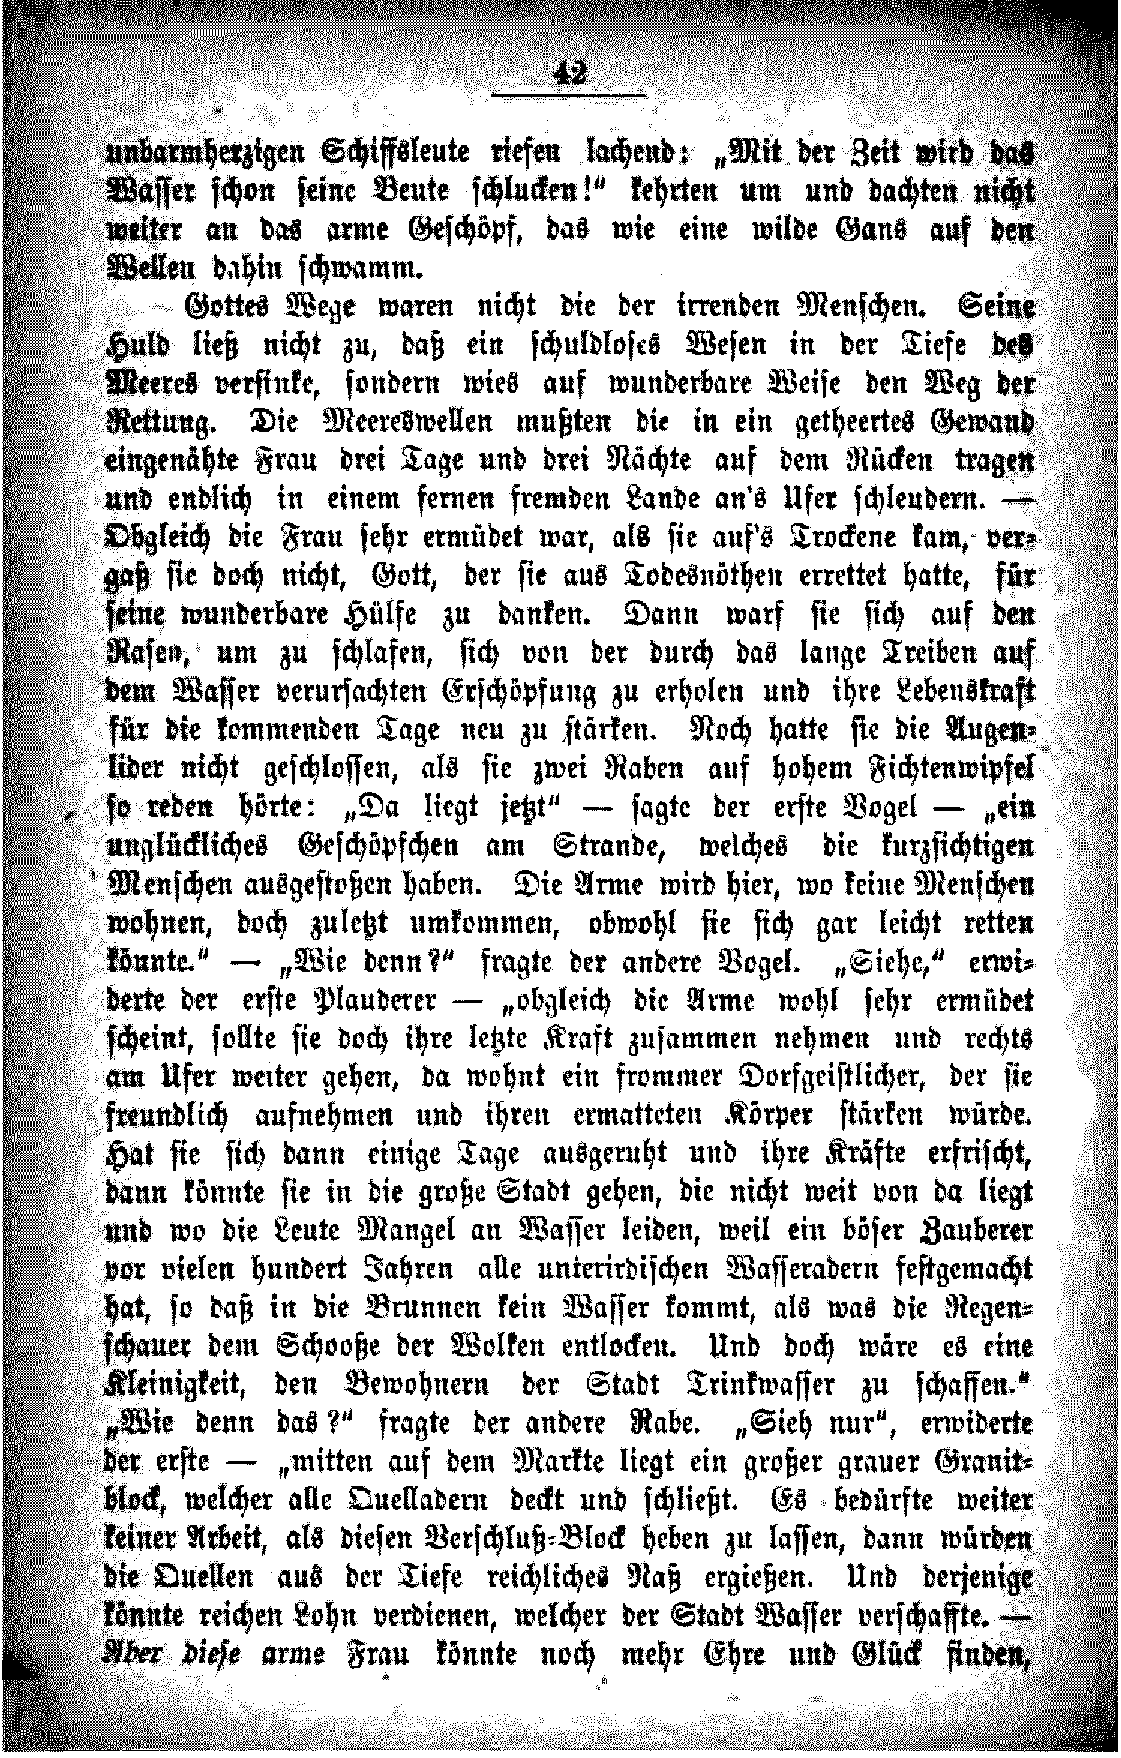 42
unbarmherzigen Schiffsleute riefen lachend: „Mit der Zeit wird das
Wasser schon seine Beute schlucken!“ kehrten um und dachten nicht
weiter an das arme Geschöpf, das wie eine wilde Gans auf den
Wellen dahin schwamm.
Gottes Wege waren nicht die der irrenden Menschen. Seine
Huld ließ nicht zu, daß ein schuldloses Wesen in der Tiefe des
Meeres versinke, sondern wies auf wunderbare Weise den Weg der
Rettung. Die Meereswellen mußten die in ein getheertes Gewand
eingenähte Frau drei Tage und drei Nächte auf dem Rücken tragen
und endlich in einem fernen fremden Lande an's Ufer schleudern. —
Obgleich die Frau sehr ermüdet war, als sie auf's Trockene kam, ver-
gaß sie doch nicht, Gott, der sie aus Todesnöthen errettet hatte, für
seine wunderbare Hülfe zu danken. Dann warf sie sich auf den
Rasen, um zu schlafen, sich von der durch das lange Treiben auf
dem Wasser verursachten Erschöpfung zu erholen und ihre Lebenskraft
für die kommenden Tage neu zu stärken. Noch hatte sie die Augen-
lider nicht geschlossen, als sie zwei Raben auf hohem Fichtenwipfel
so reden hörte: „Da liegt jetzt“ — sagte der erste Vogel — „ein
unglückliches Geschöpfchen am Strande, welches die kurzsichtigen
Menschen ausgestoßen haben. Die Arme wird hier, wo keine Menschen
wohnen, doch zuletzt umkommen, obwohl sie sich gar leicht retten
könnte.“ — „Wie denn?“ fragte der andere Vogel. „Siehe,“ erwi-
derte der erste Plauderer — „obgleich die Arme wohl sehr ermüdet
scheint, sollte sie doch ihre letzte Kraft zusammen nehmen und rechts
am Ufer weiter gehen, da wohnt ein frommer Dorfgeistlicher, der sie
freundlich aufnehmen und ihren ermatteten Körper stärken würde.
Hat sie sich dann einige Tage ausgeruht und ihre Kräfte erfrischt,
dann könnte sie in die große Stadt gehen, die nicht weit von da liegt
und wo die Leute Mangel an Wasser leiden, weil ein böser Zauberer
vor vielen hundert Jahren alle unterirdischen Wasseradern festgemacht
hat, so daß in die Brunnen kein Wasser kommt, als was die Regen-
schauer dem Schooße der Wolken entlocken. Und doch wäre es eine
Kleinigkeit, den Bewohnern der Stadt Trinkwasser zu schaffen.“
„Wie denn das?“ fragte der andere Rabe. „Sieh nur“, erwiderte
der erste — „mitten auf dem Markte liegt ein großer grauer Granit-
block, welcher alle Quelladern deckt und schließt. Es bedürfte weiter
keiner Arbeit, als diesen Verschluß-Block heben zu lassen, dann würden
die Quellen aus der Tiefe reichliches Naß ergießen. Und derjenige
könnte reichen Lohn verdienen, welcher der Stadt Wasser verschaffte. —
Aber diese arme Frau könnte noch mehr Ehre und Glück finden,